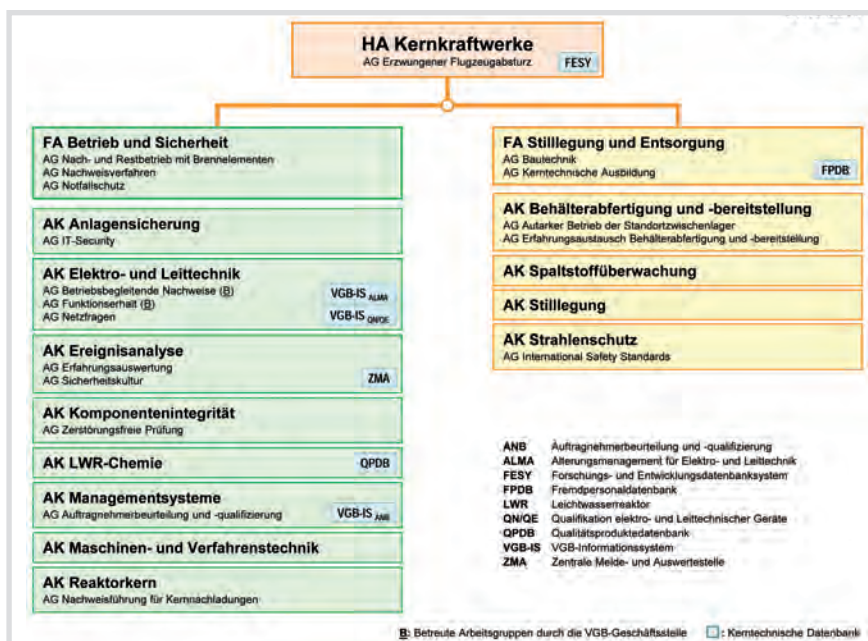 HA Kernkraftwerke
AG Erzwungener Flugzeugabsturz
FESY
FA Betrieb und Sicherheit
AG Nach- und Restbetrieb mit Brennelementen
AG Nachweisverfahren
AG Notfallschutz
AK Anlagensicherung
AG IT-Security
AK Elektro- und Leittechnik
AG Betriebsbegleitende Nachweise (B)
AG Funktionserhalt (B)
AG Netzfragen
VGB-IS ALMA
VGB-IS QN/QE
AK Ereignisanalyse
AG Erfahrungsauswertung
AG Sicherheitskultur
ZMA
AK Komponentenintegrität
AG Zerstörungsfreie Prüfung
AK LWR-Chemie
QPDB
AK Managementsysteme
AG Auftragnehmerbeurteilung und -qualifizierung
VGB-IS ANB
AK Maschinen- und Verfahrenstechnik
AK Reaktorkern
AG Nachweisführung für Kernnachladungen
FA Stilllegung und Entsorgung
AG Bautechnik
AG Kerntechnische Ausbildung
FPDB
AK Behälterabfertigung und -bereitstellung
AG Autarker Betrieb der Standortzwischenlager
AG Erfahrungsaustausch Behälterabfertigung und -bereitstellung
AK Spaltstoffüberwachung
AK Stilllegung
AK Strahlenschutz
AG International Safety Standards
ANB Auftragnehmerbeurteilung und -qualifizierung
ALMA Alterungsmanagement für Elektro- und Leittechnik
FESY Forschungs- und Entwicklungsdatenbanksystem
FPDB Fremdpersonaldatenbank
LWR Leichtwasserreaktor
QN/QE Qualifikation elektro- und Leittechnischer Geräte
QPDB Qualitätsproduktedatenbank
VGB-IS VGB-Informationssystem
ZMA Zentrale Melde- und Auswertestelle
B: Betreute Arbeitsgruppen durch die VGB-Geschäftsstelle
: Kerntechnische Datenbank